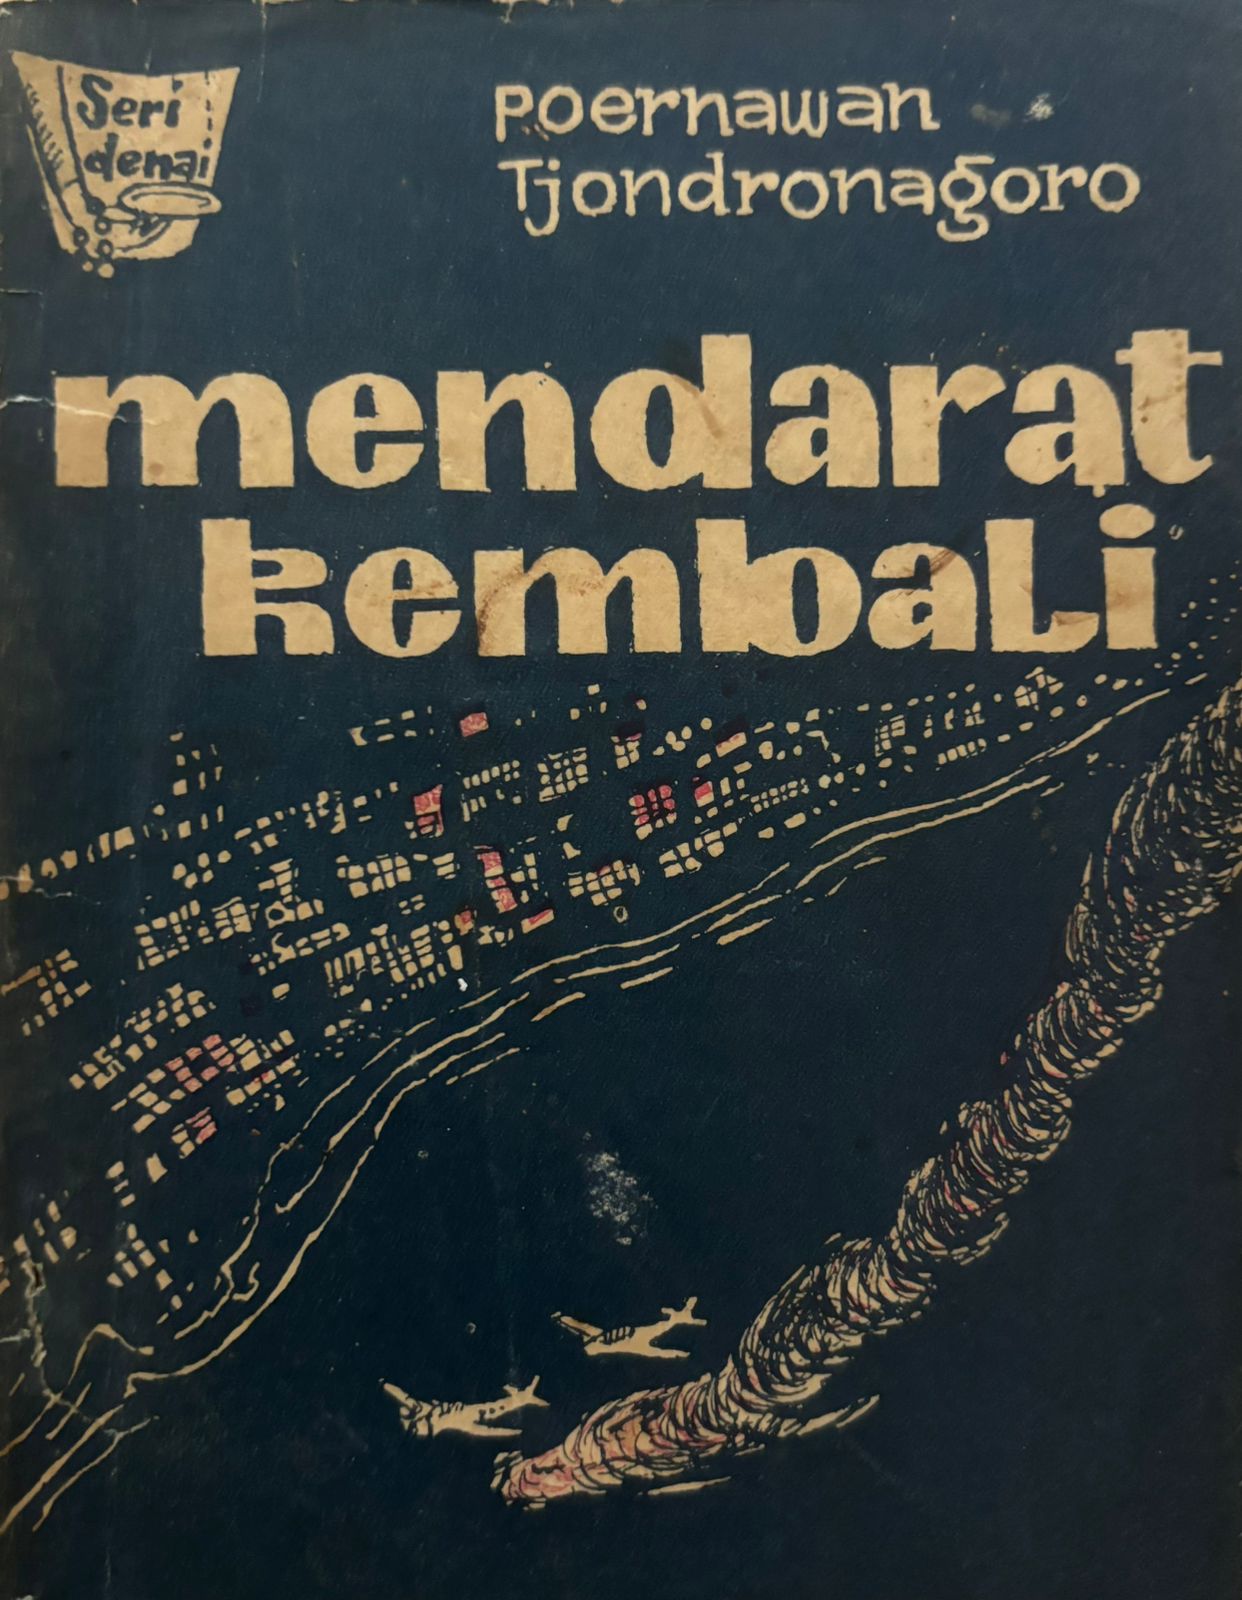 Seri
denai
Poernawan
Tjondronagoro
mendarat
kembali